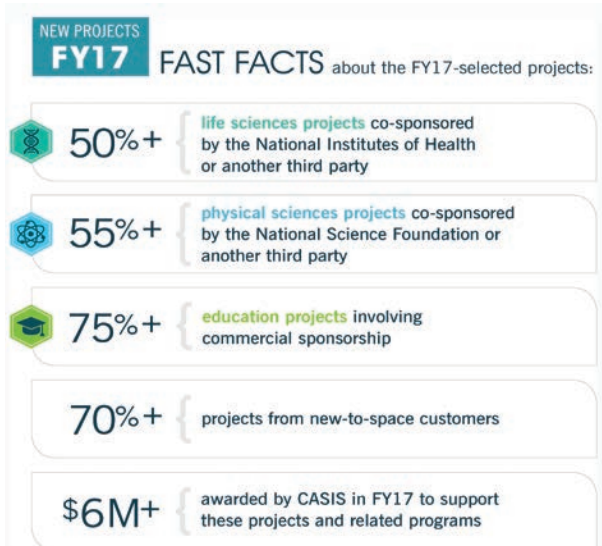 NEW PROJECTS
FY17
FAST FACTS about the FY17-selected projects:
50%+
life sciences projects co-sponsored
by the National Institutes of Health
or another third party
55%+
physical sciences projects co-sponsored
by the National Science Foundation or
another third party
75%+
education projects involving
commercial sponsorship
70%+
projects from new-to-space customers
$6M+
awarded by CASIS in FY17 to support
these projects and related programs